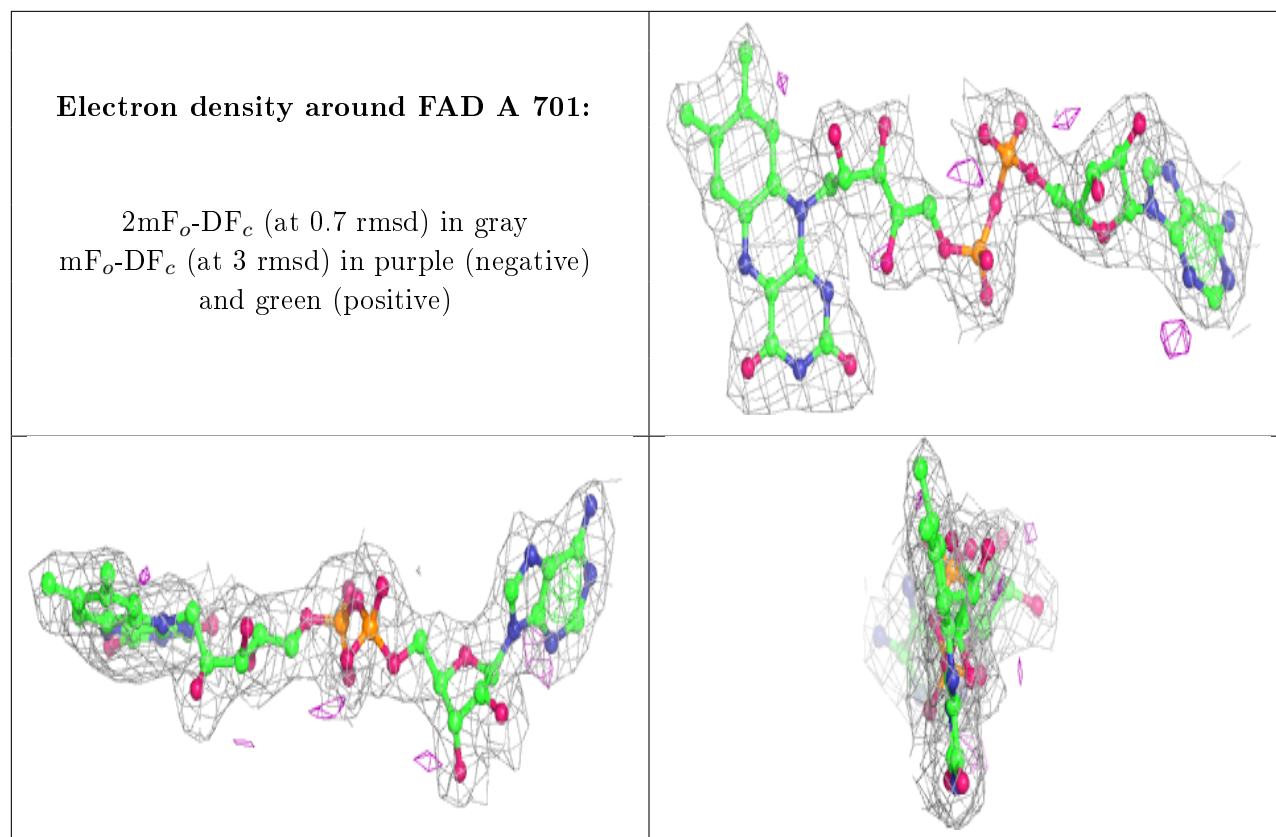 Electron density around FAD A 701:
2mFₒ-DF𝑐 (at 0.7 rmsd) in gray
mFₒ-DF𝑐 (at 3 rmsd) in purple (negative)
and green (positive)